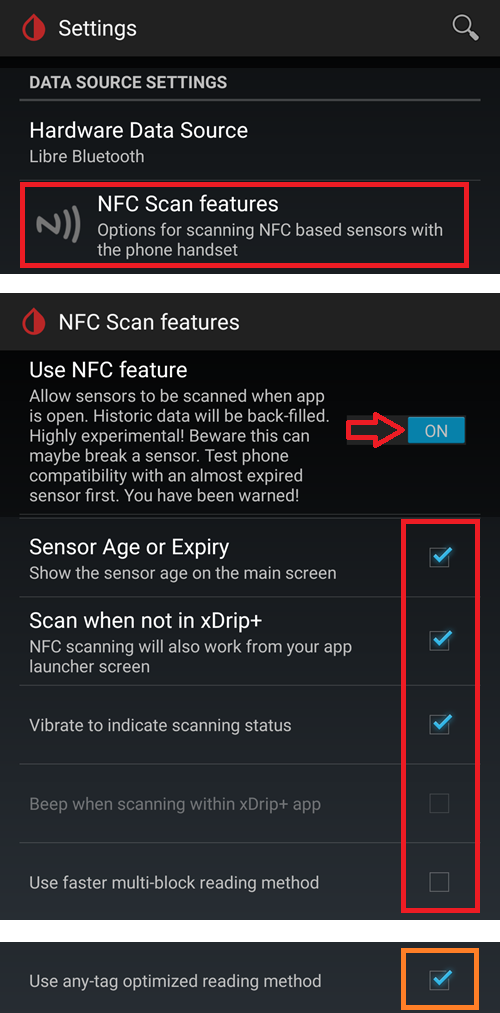 Settings
DATA SOURCE SETTINGS
Hardware Data Source
Libre Bluetooth
NFC Scan features
Options for scanning NFC based sensors with
the phone handset
NFC Scan features
Use NFC feature
Allow sensors to be scanned when app
is open. Historic data will be back-filled.
Highly experimental! Beware this can
maybe break a sensor. Test phone
compatibility with an almost expired
sensor first. You have been warned!
ON
Sensor Age or Expiry
Show the sensor age on the main screen
Scan when not in xDrip+
NFC scanning will also work from your app
launcher screen
Vibrate to indicate scanning status
Beep when scanning within xDrip+ app
Use faster multi-block reading method
Use any-tag optimized reading method